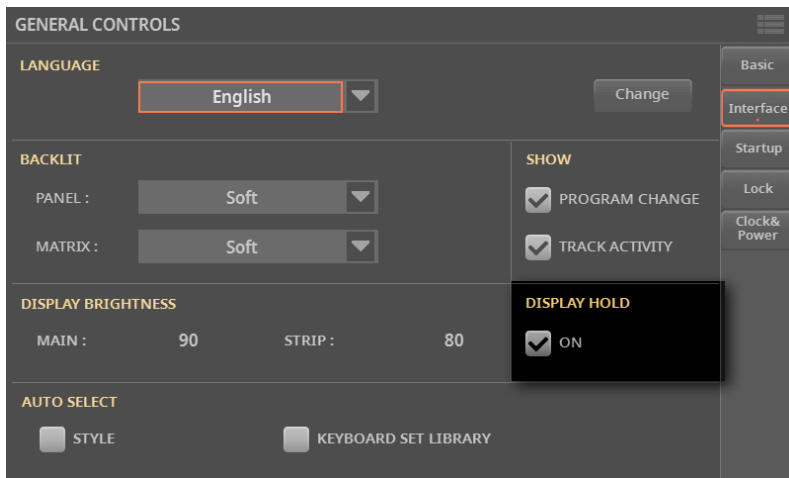 GENERAL CONTROLS
LANGUAGE
English
Change
BACKLIT
PANEL :
Soft
MATRIX :
Soft
SHOW
PROGRAM CHANGE
TRACK ACTIVITY
DISPLAY BRIGHTNESS
MAIN : 90 STRIP : 80
DISPLAY HOLD
ON
AUTO SELECT
STYLE
KEYBOARD SET LIBRARY
Basic
Interface
Startup
Lock
Clock&
Power